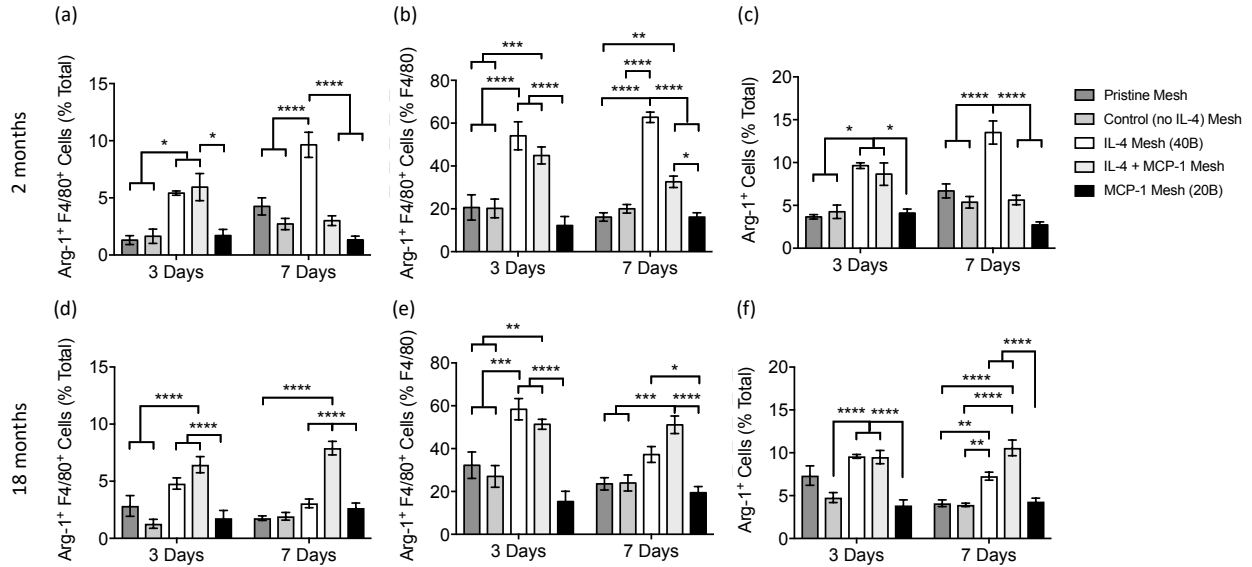 (a)
(b)
(c)
2 months
Arg-1⁺ F4/80⁺ Cells (% Total)
15
10
5
0
*
*
****
****
3 Days
7 Days
Arg-1⁺ F4/80⁺ Cells (% F4/80)
80
60
40
20
0
***
****
****
**
****
****
****
*
3 Days
7 Days
Arg-1⁺ Cells (% Total)
20
15
10
5
0
*
*
****
****
3 Days
7 Days
Pristine Mesh
Control (no IL-4) Mesh
IL-4 Mesh (40B)
IL-4 + MCP-1 Mesh
MCP-1 Mesh (20B)
(d)
(e)
(f)
18 months
Arg-1⁺ F4/80⁺ Cells (% Total)
15
10
5
0
****
****
****
****
3 Days
7 Days
Arg-1⁺ F4/80⁺ Cells (% F4/80)
80
60
40
20
0
**
***
****
*
***
****
3 Days
7 Days
Arg-1⁺ Cells (% Total)
20
15
10
5
0
****
****
****
****
****
**
**
3 Days
7 Days